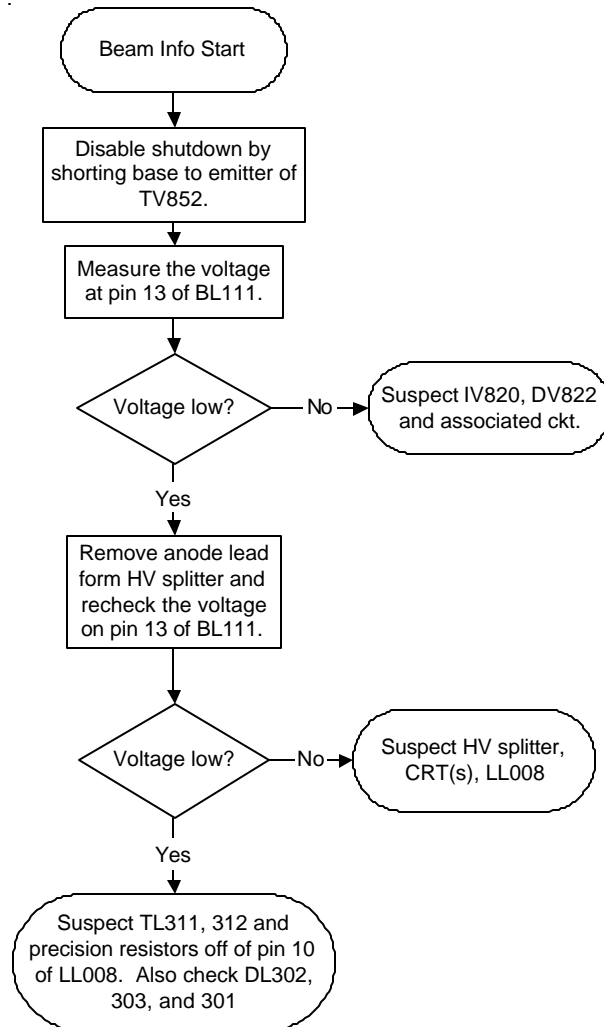 Beam Info Start
Disable shutdown by
shorting base to emitter of
TV852.
Measure the voltage
at pin 13 of BL111.
Voltage low?
No
Suspect IV820, DV822
and associated ckt.
Yes
Remove anode lead
form HV splitter and
recheck the voltage
on pin 13 of BL111.
Voltage low?
No
Suspect HV splitter,
CRT(s), LL008
Yes
Suspect TL311, 312 and
precision resistors off of pin 10
of LL008.  Also check DL302,
303, and 301